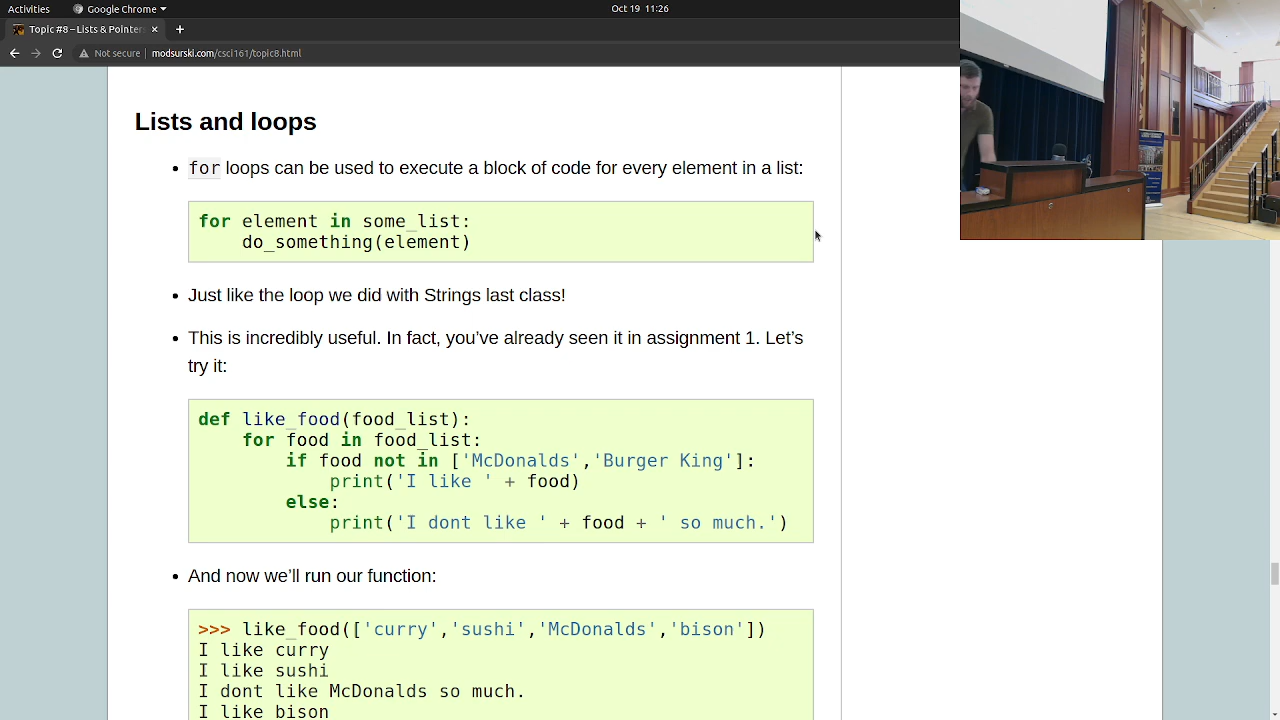 Activities
Google Chrome
Oct 19 11:26
Topic #8 – Lists & Pointer
Not secure
modsurski.com/csci161/topic8.html
Lists and loops
• for loops can be used to execute a block of code for every element in a list:
for element in some_list:
    do_something(element)
• Just like the loop we did with Strings last class!
• This is incredibly useful. In fact, you’ve already seen it in assignment 1. Let’s
try it:
def like_food(food_list):
    for food in food_list:
        if food not in ['McDonalds','Burger King']:
            print('I like ' + food)
        else:
            print('I dont like ' + food + ' so much.')
• And now we’ll run our function:
>>> like_food(['curry','sushi','McDonalds','bison'])
I like curry
I like sushi
I dont like McDonalds so much.
I like bison